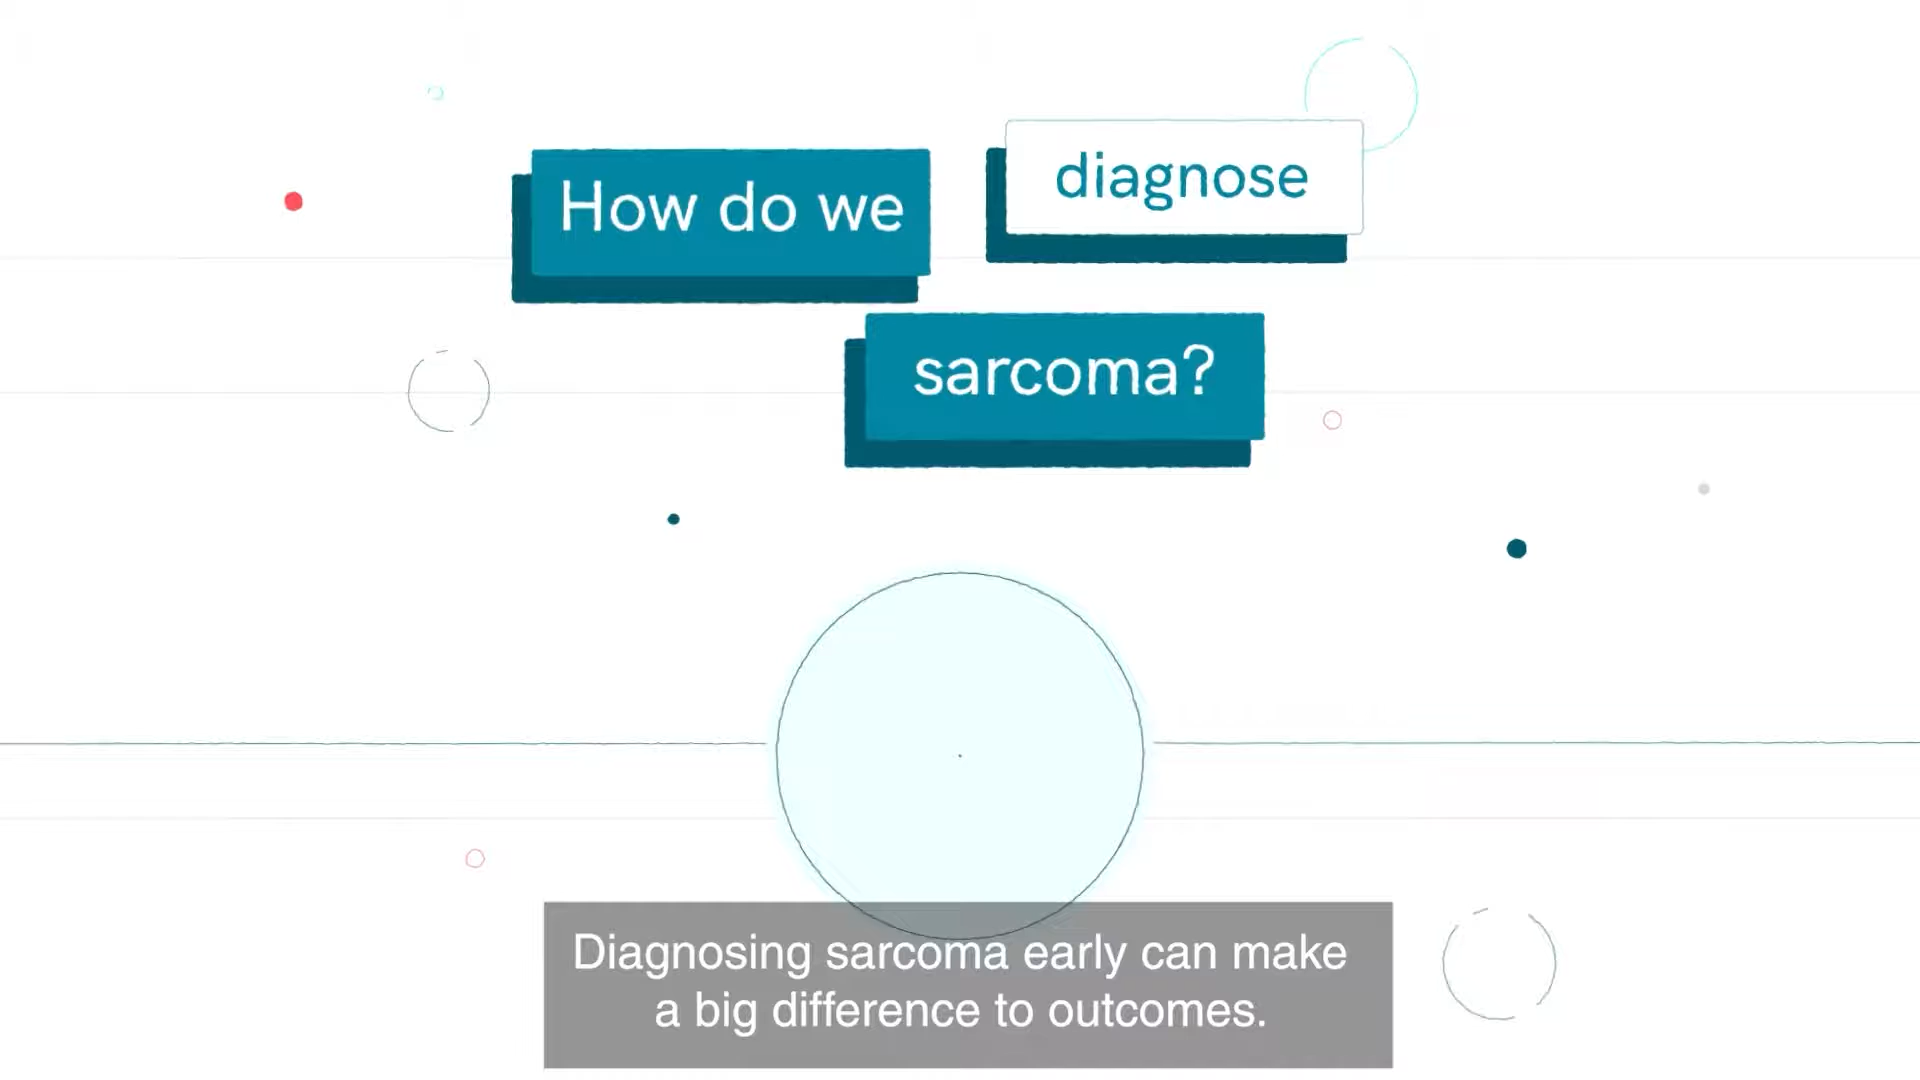 How do we
diagnose
sarcoma?
Diagnosing sarcoma early can make
a big difference to outcomes.